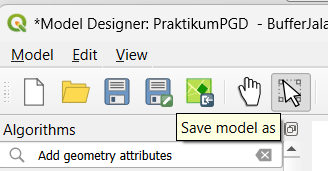 *Model Designer: PraktikumPGD - BufferJala
Model Edit View
Save model as
Algorithms
Add geometry attributes